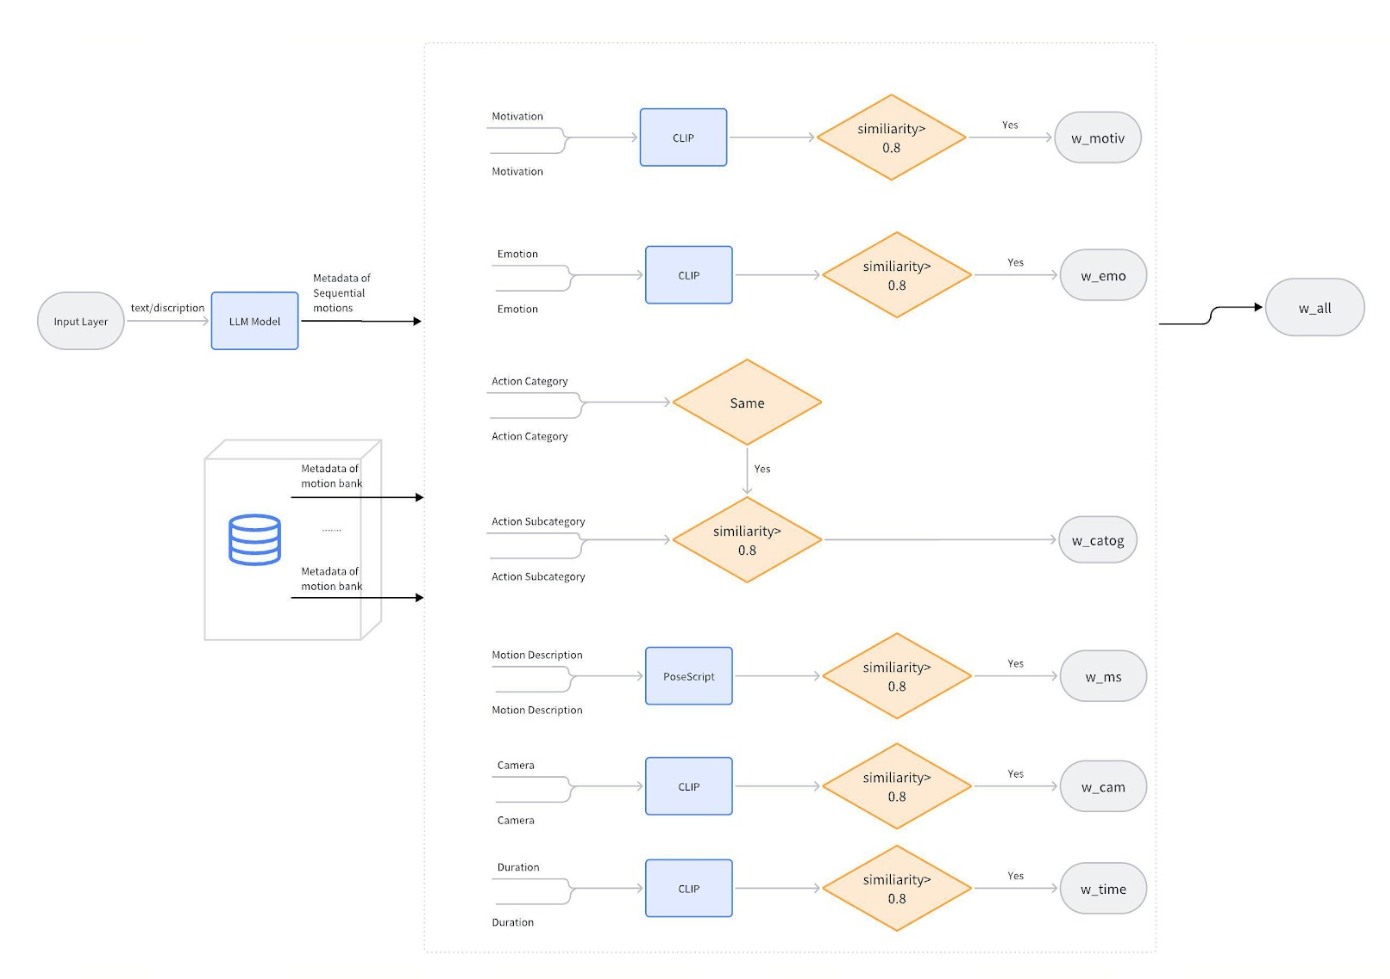 Motivation
CLIP
similiarity>
0.8
Yes
w_motiv
Motivation
Emotion
CLIP
similiarity>
0.8
Yes
w_emo
Emotion
Input Layer
text/discription
LLM Model
Metadata of
Sequential
motions
w_all
Action Category
Same
Action Category
Yes
Metadata of
motion bank
.......
Metadata of
motion bank
Action Subcategory
similiarity>
0.8
w_catog
Action Subcategory
Motion Description
PoseScript
similiarity>
0.8
Yes
w_ms
Motion Description
Camera
CLIP
similiarity>
0.8
Yes
w_cam
Camera
Duration
CLIP
similiarity>
0.8
Yes
w_time
Duration